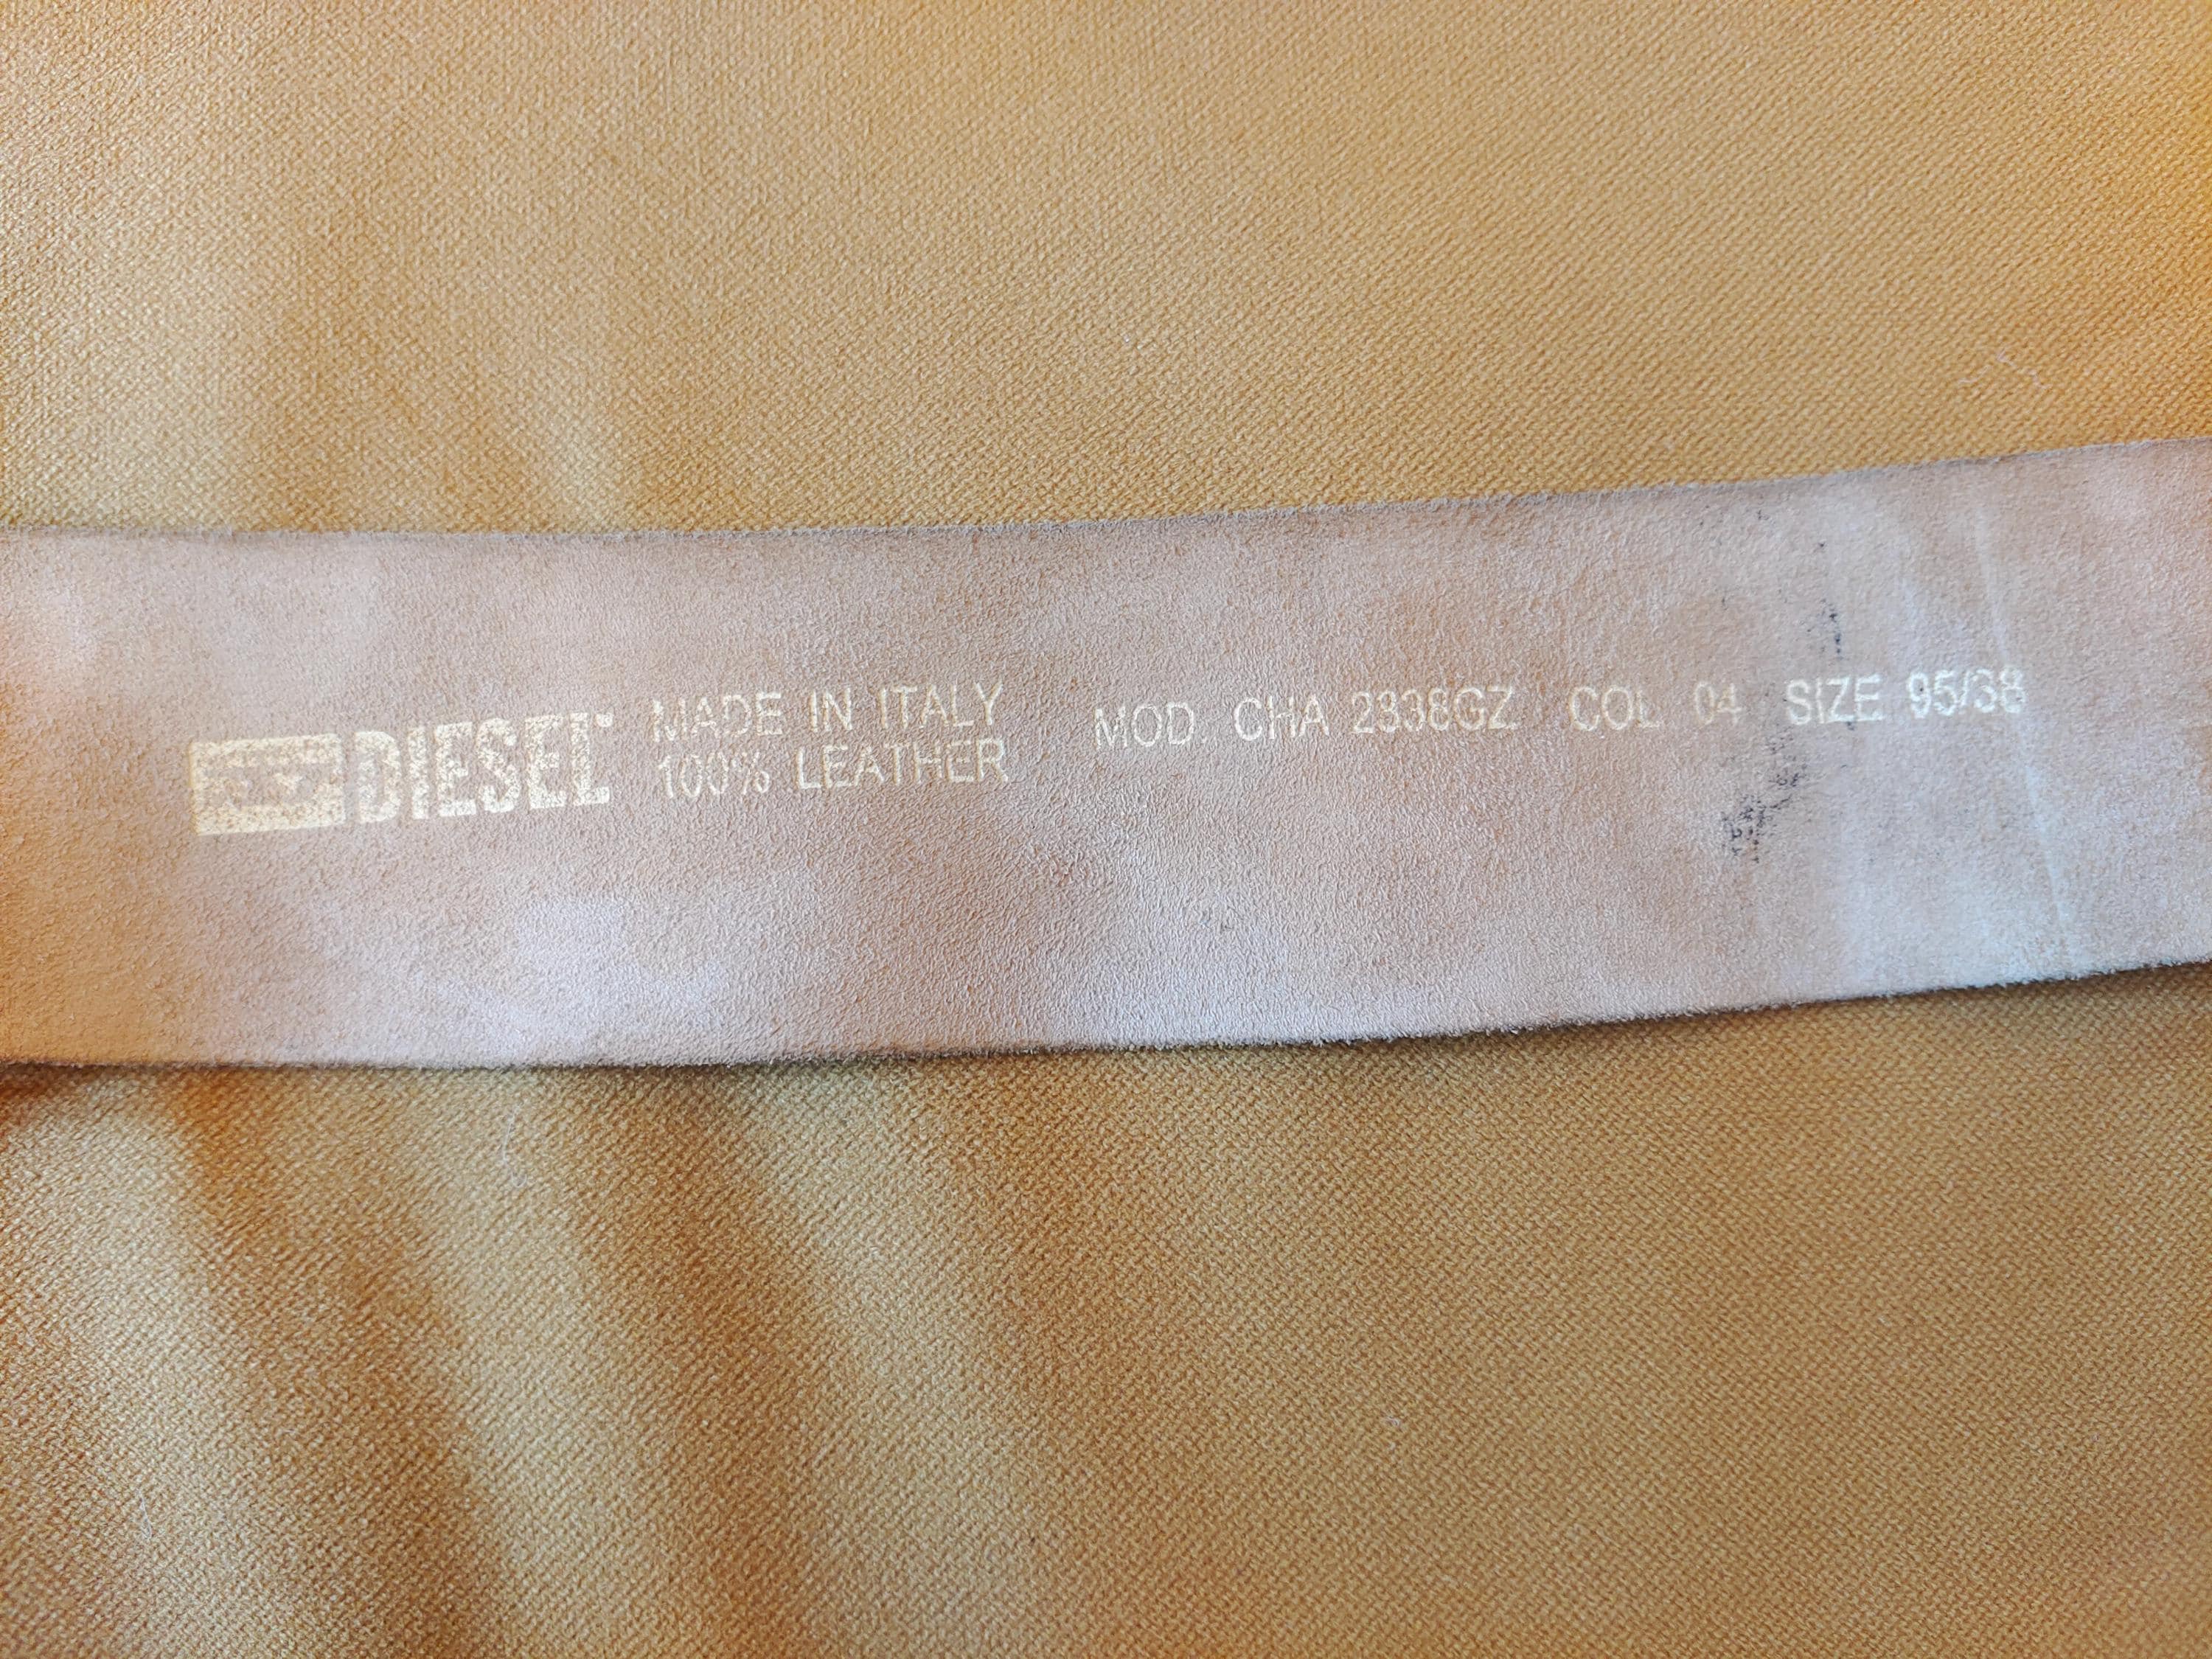 DIESEL
MADE IN ITALY
100% LEATHER
MOD. CHA 2338GZ COL 04 SIZE 95/38